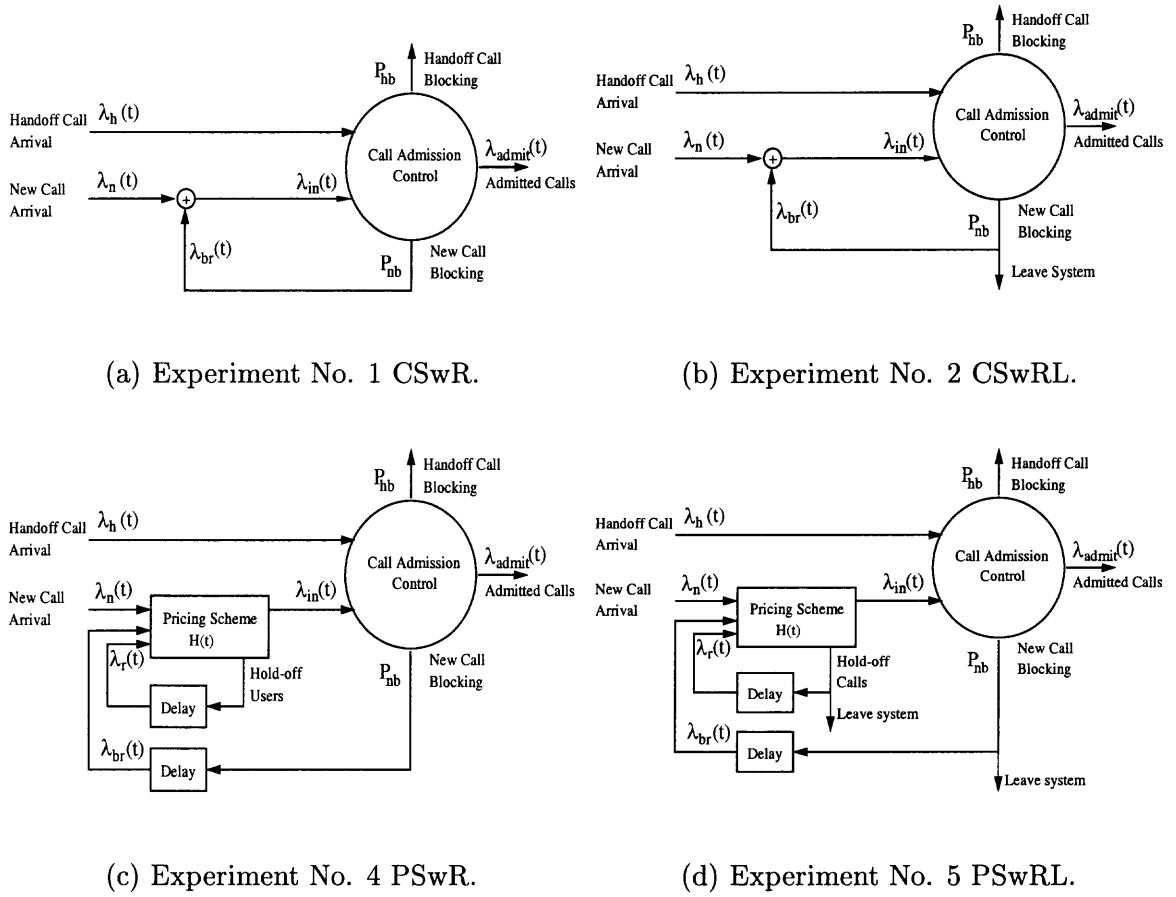 Handoff Call
Blocking
P_hb
λ_h(t)
Handoff Call
Arrival
Call Admission
Control
λ_admit(t)
Admitted Calls
New Call
Arrival
λ_n(t)
+
λ_in(t)
λ_br(t)
P_nb
New Call
Blocking
(a) Experiment No. 1 CSwR.
Handoff Call
Blocking
P_hb
Handoff Call
Arrival
λ_h(t)
Call Admission
Control
λ_admit(t)
Admitted Calls
New Call
Arrival
λ_n(t)
+
λ_in(t)
λ_br(t)
P_nb
New Call
Blocking
Leave System
(b) Experiment No. 2 CSwRL.
Handoff Call
Blocking
P_hb
Handoff Call
Arrival
λ_h(t)
Call Admission
Control
λ_admit(t)
Admitted Calls
New Call
Arrival
λ_n(t)
Pricing Scheme
H(t)
λ_in(t)
λ_r(t)
Hold-off
Users
Delay
λ_br(t)
Delay
P_nb
New Call
Blocking
(c) Experiment No. 4 PSwR.
Handoff Call
Blocking
P_hb
Handoff Call
Arrival
λ_h(t)
Call Admission
Control
λ_admit(t)
Admitted Calls
New Call
Arrival
λ_n(t)
Pricing Scheme
H(t)
λ_in(t)
λ_r(t)
Hold-off
Calls
Delay
Leave system
λ_br(t)
Delay
P_nb
New Call
Blocking
Leave system
(d) Experiment No. 5 PSwRL.